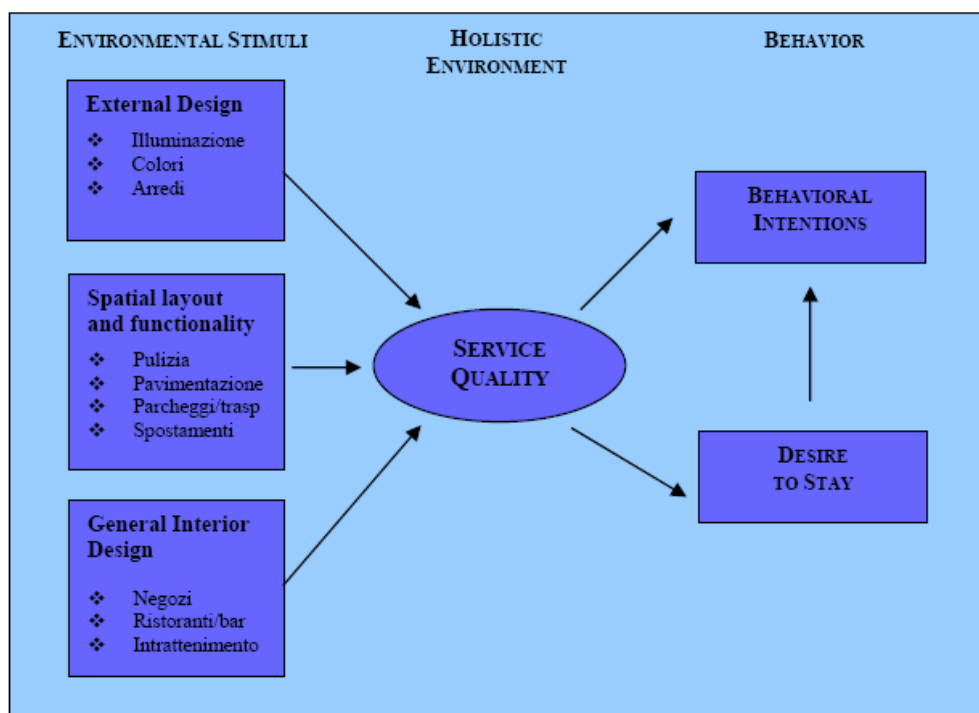 ENVIRONMENTAL STIMULI
HOLISTIC
ENVIRONMENT
BEHAVIOR
External Design
❖ Illuminazione
❖ Colori
❖ Arredi
Spatial layout
and functionality
❖ Pulizia
❖ Pavimentazione
❖ Parcheggi/trasp
❖ Spostamenti
General Interior
Design
❖ Negozi
❖ Ristoranti/bar
❖ Intrattenimento
SERVICE
QUALITY
BEHAVIORAL
INTENTIONS
DESIRE
TO STAY